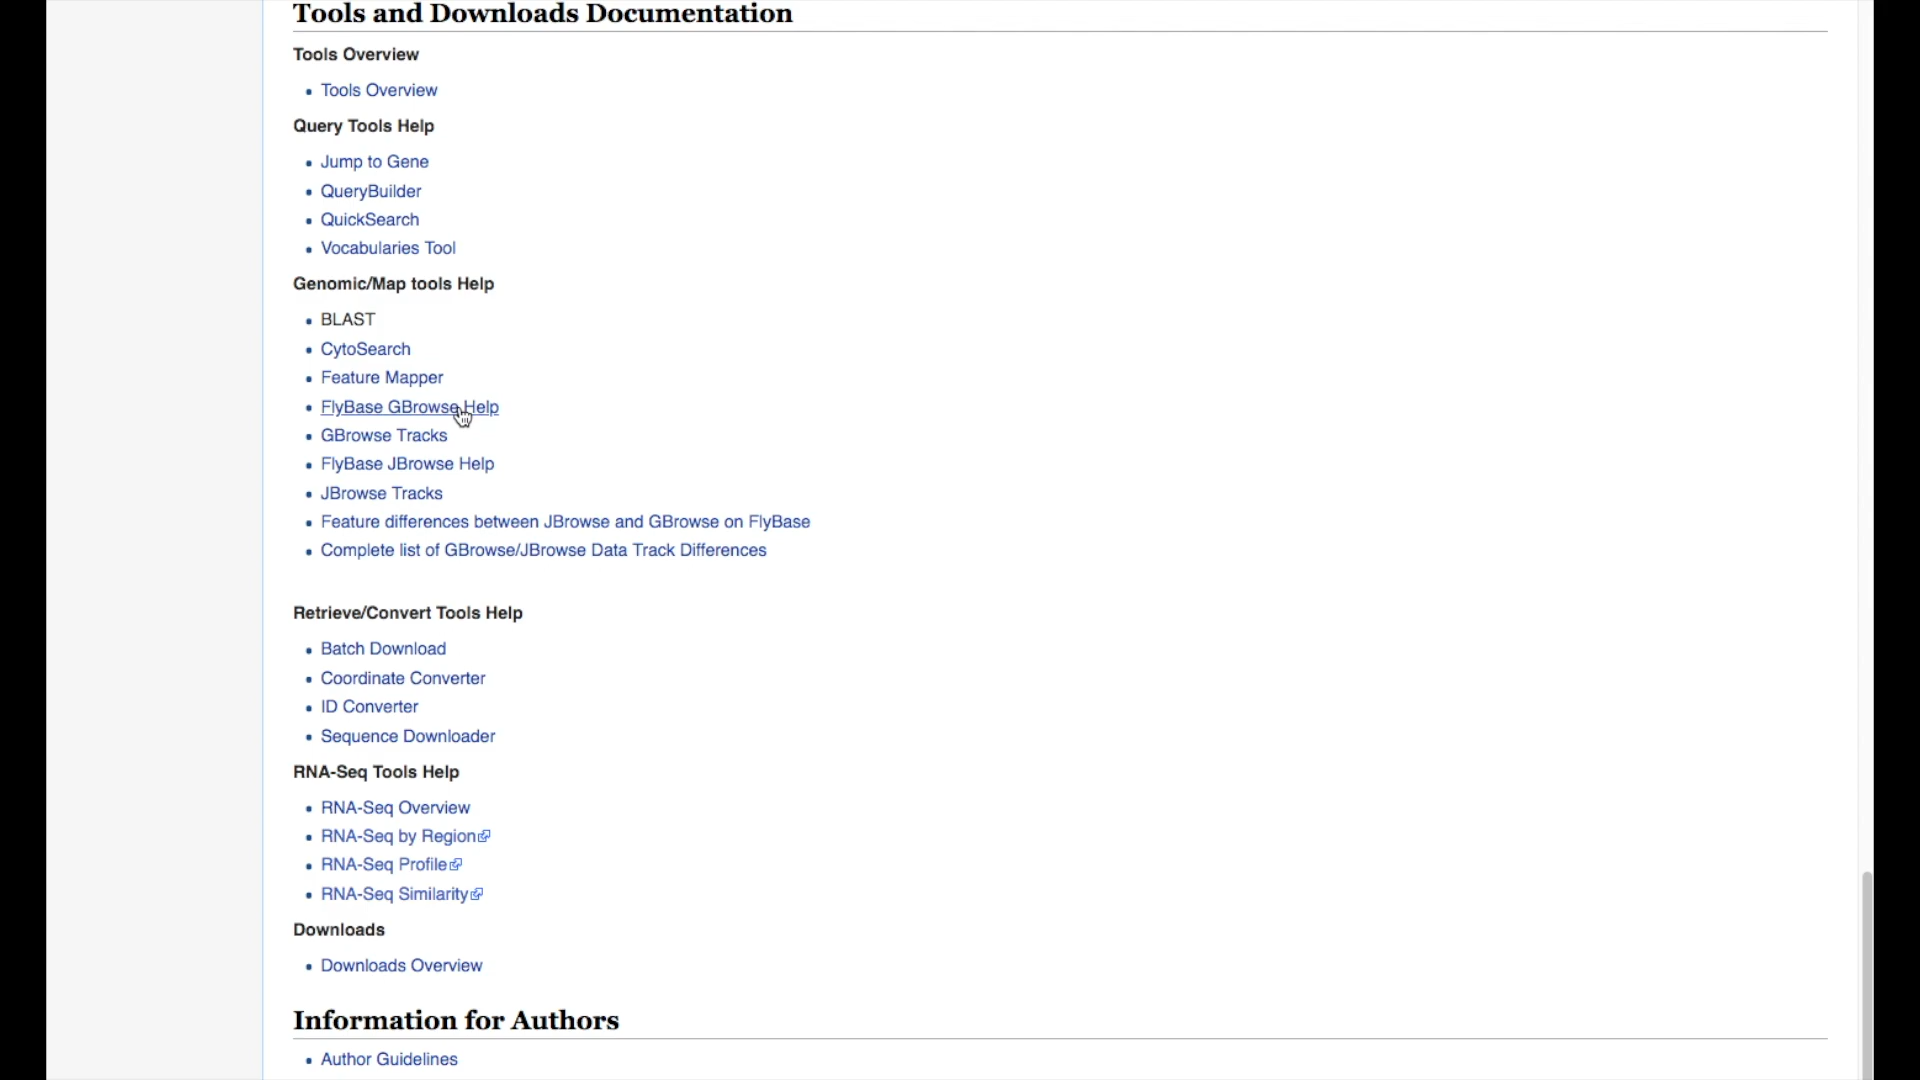 Tools and Downloads Documentation
Tools Overview
Tools Overview
Query Tools Help
Jump to Gene
QueryBuilder
QuickSearch
Vocabularies Tool
Genomic/Map tools Help
BLAST
CytoSearch
Feature Mapper
FlyBase GBrowse Help
GBrowse Tracks
FlyBase JBrowse Help
JBrowse Tracks
Feature differences between JBrowse and GBrowse on FlyBase
Complete list of GBrowse/JBrowse Data Track Differences
Retrieve/Convert Tools Help
Batch Download
Coordinate Converter
ID Converter
Sequence Downloader
RNA-Seq Tools Help
RNA-Seq Overview
RNA-Seq by Region
RNA-Seq Profile
RNA-Seq Similarity
Downloads
Downloads Overview
Information for Authors
Author Guidelines